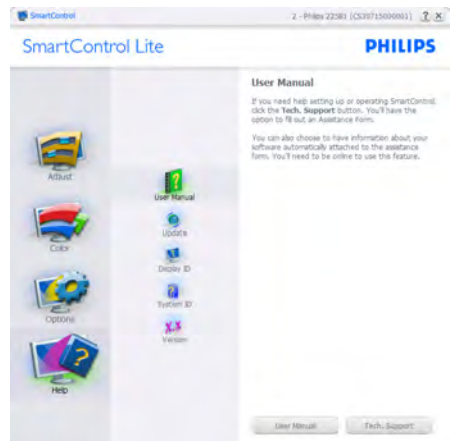 SmartControl
2 - Philips 225B1 (CS39715000001)
? X
SmartControl Lite
PHILIPS
Adjust
Color
Options
Help
User Manual
Update
Display ID
System ID
X.X
Version
User Manual
If you need help setting up or operating SmartControl,
click the Tech. Support button. You'll have the
option to fill out an Assistance Form.
You can also choose to have information about your
software automatically attached to the assistance
form. You'll need to be online to use this feature.
User Manual
Tech. Support